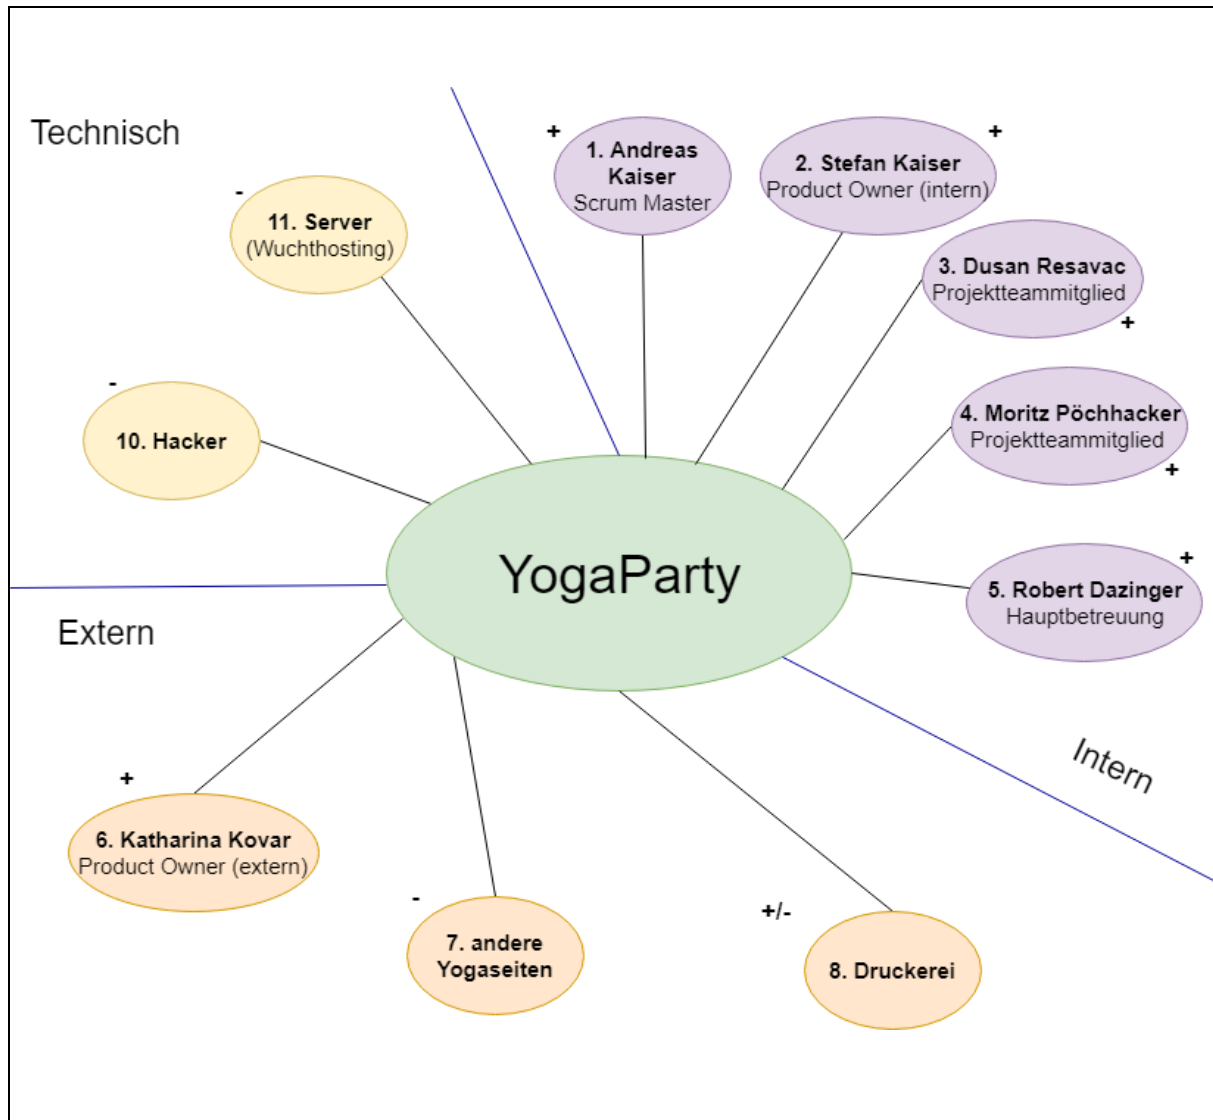 Technisch
+
1. Andreas
Kaiser
Scrum Master
+
2. Stefan Kaiser
Product Owner (intern)
-
11. Server
(Wuchthosting)
3. Dusan Resavac
Projektteammitglied
+
-
10. Hacker
4. Moritz Pöchhacker
Projektteammitglied
+
YogaParty
+
5. Robert Dazinger
Hauptbetreuung
Extern
Intern
+
6. Katharina Kovar
Product Owner (extern)
-
7. andere
Yogaseiten
+/-
8. Druckerei